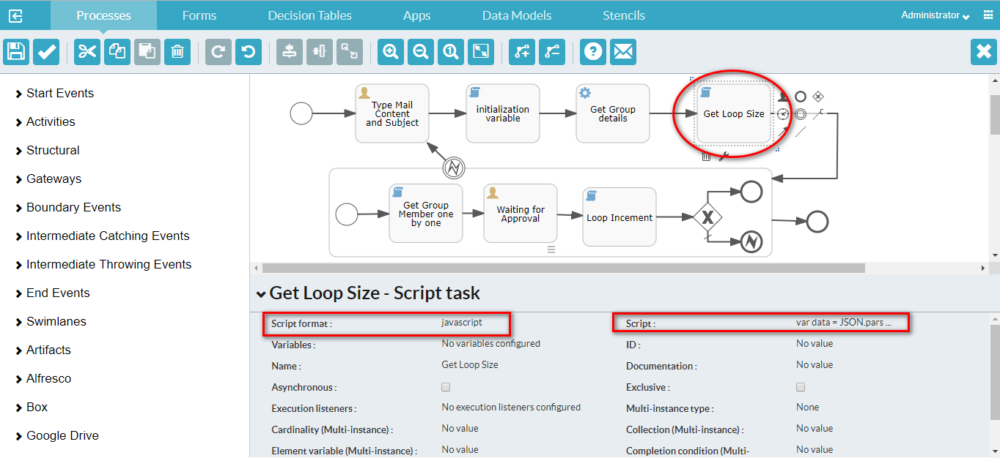 Processes
Forms
Decision Tables
Apps
Data Models
Stencils
Administrator
Start Events
Activities
Structural
Gateways
Boundary Events
Intermediate Catching Events
Intermediate Throwing Events
End Events
Swimlanes
Artifacts
Alfresco
Box
Google Drive
Type Mail
Content
and Subject
initialization
variable
Get Group
details
Get Loop Size
Get Group
Member one
by one
Waiting for
Approval
Loop Incement
X
Get Loop Size - Script task
Script format :
javascript
Script :
var data = JSON.pars ...
Variables :
No variables configured
ID :
No value
Name :
Get Loop Size
Documentation :
No value
Asynchronous :
Exclusive :
Execution listeners :
No execution listeners configured
Multi-instance type :
None
Cardinality (Multi-instance) :
No value
Collection (Multi-instance) :
No value
Element variable (Multi-instance) :
No value
Completion condition (Multi-
No value